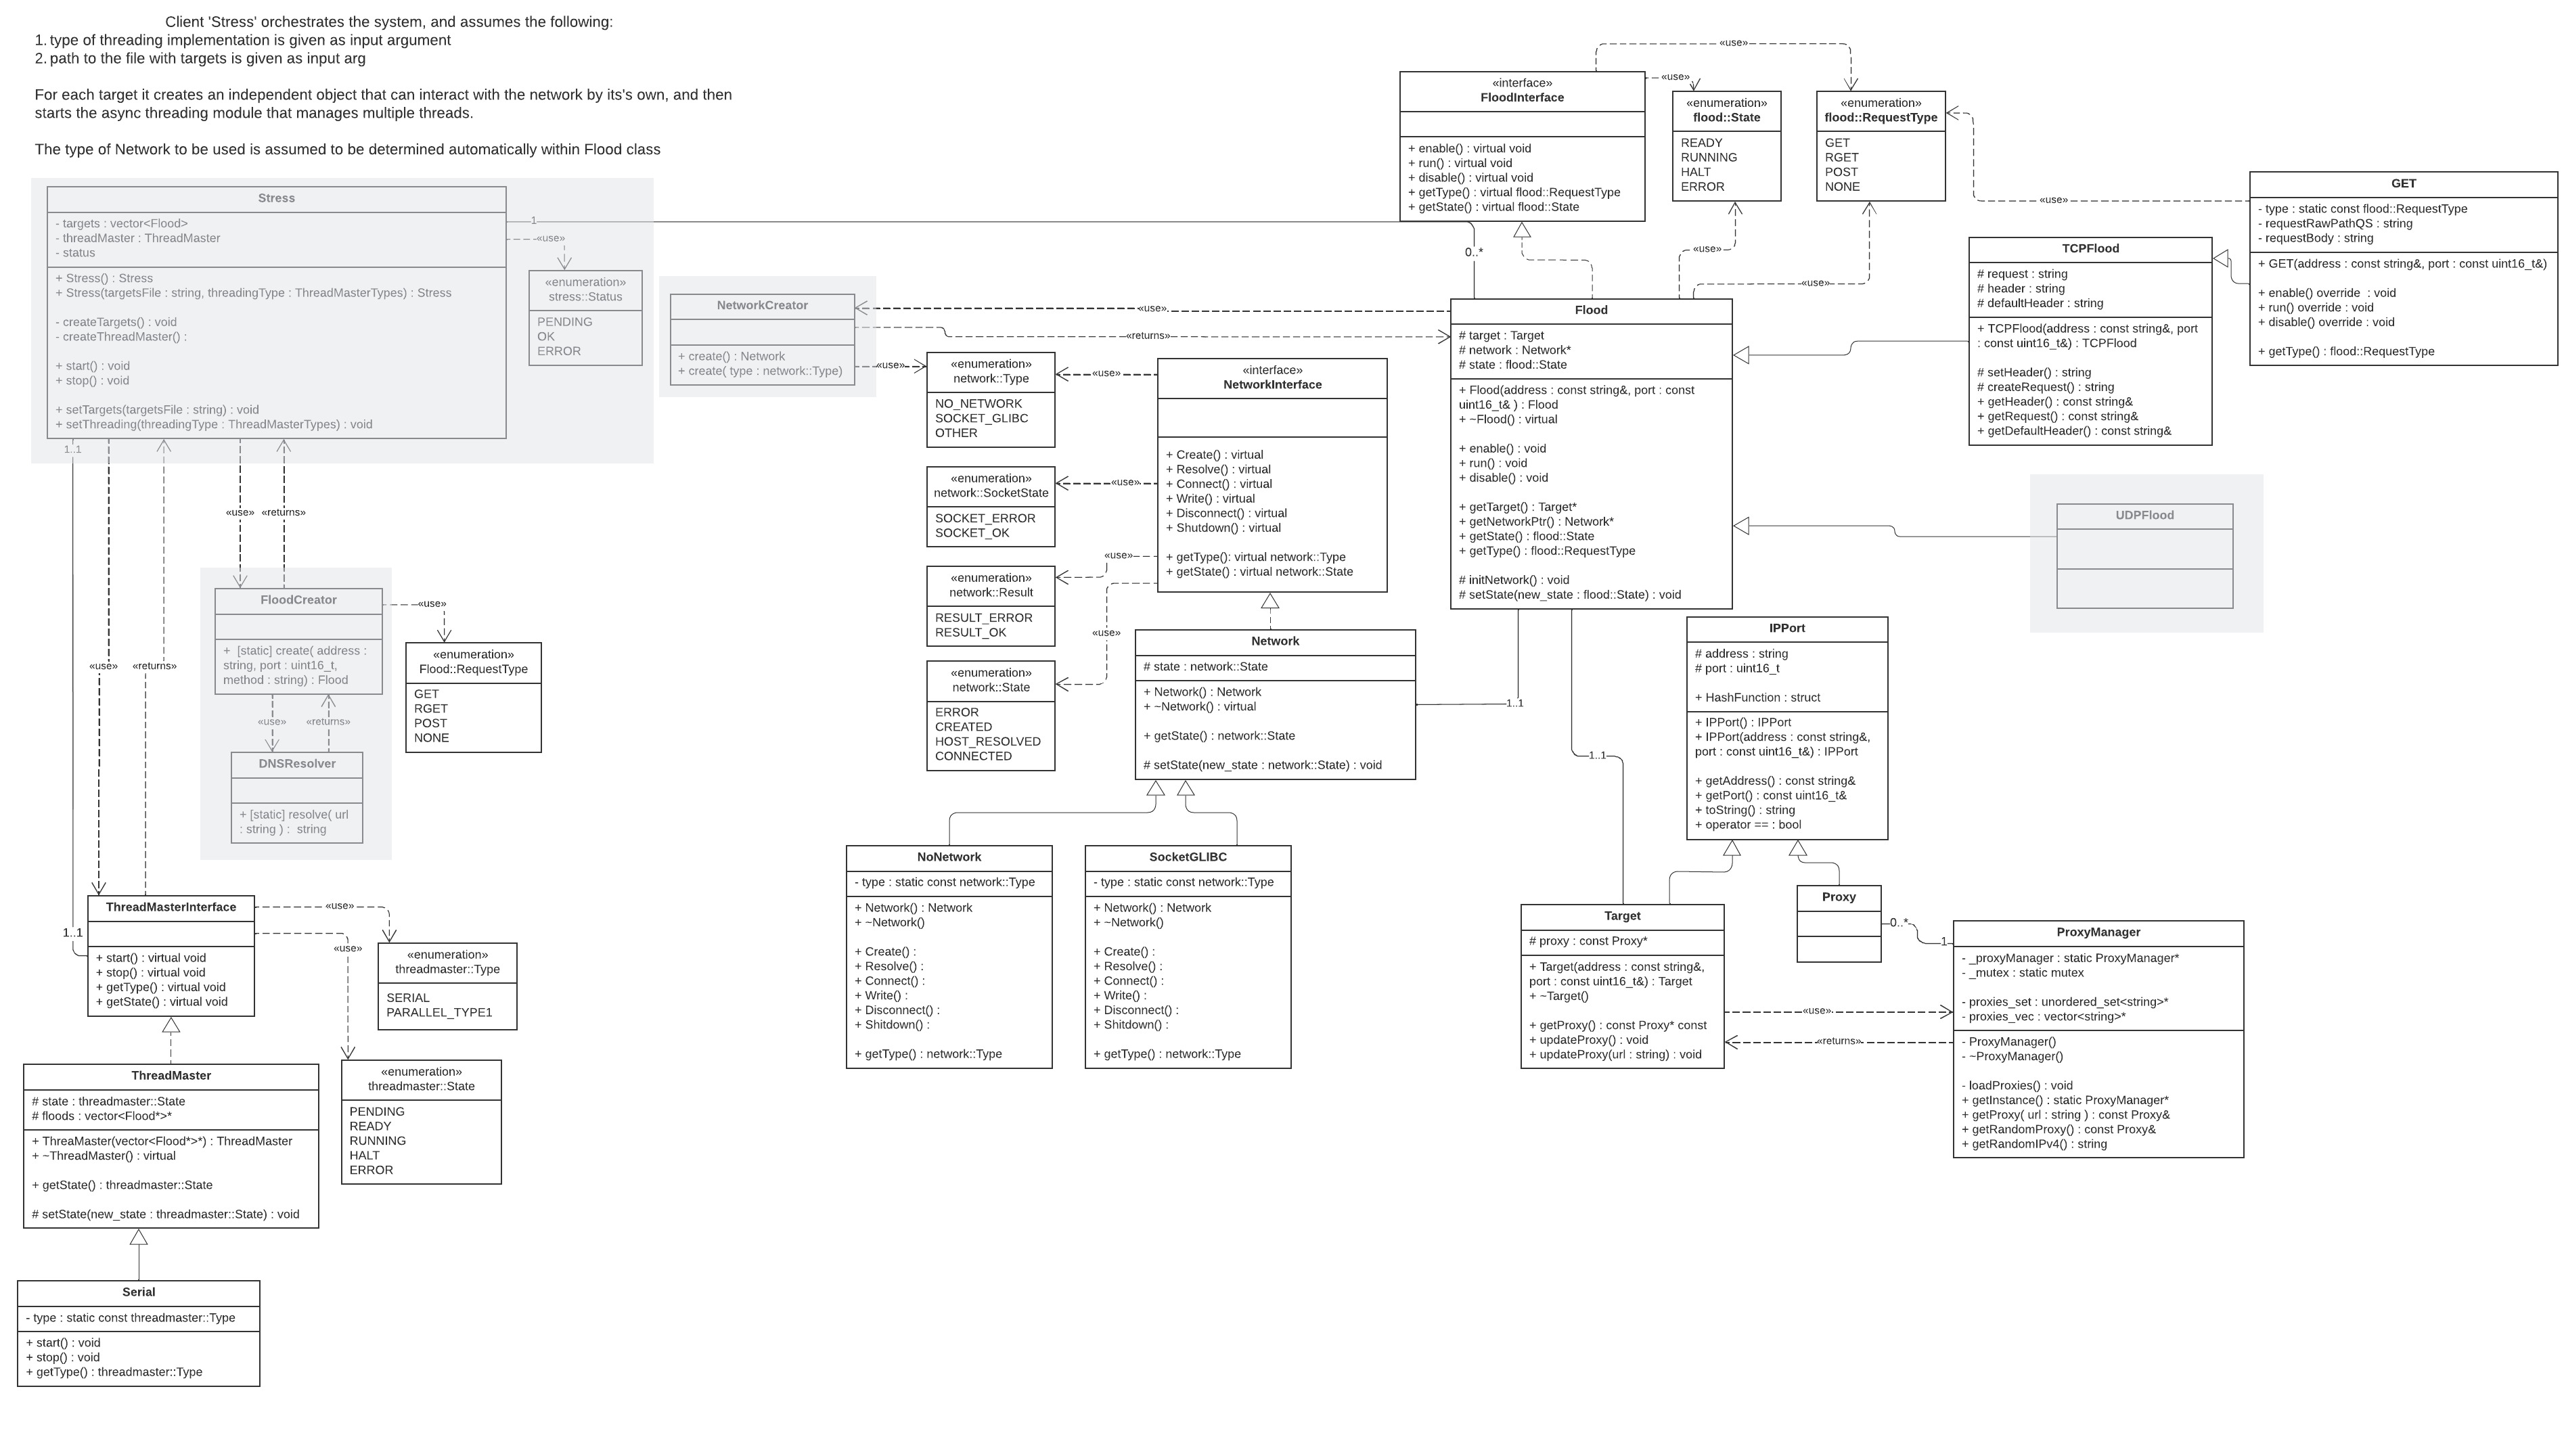 Client 'Stress' orchestrates the system, and assumes the following:
1. type of threading implementation is given as input argument
2. path to the file with targets is given as input arg
For each target it creates an independent object that can interact with the network by its's own, and then
starts the async threading module that manages multiple threads.
The type of Network to be used is assumed to be determined automatically within Flood class
Stress
- targets : vector<Flood>
- threadMaster : ThreadMaster
- status
+ Stress() : Stress
+ Stress(targetsFile : string, threadingType : ThreadMasterTypes) : Stress
- createTargets() : void
- createThreadMaster() :
+ start() : void
+ stop() : void
+ setTargets(targetsFile : string) : void
+ setThreading(threadingType : ThreadMasterTypes) : void
1
«use»
«enumeration»
stress::Status
PENDING
OK
ERROR
1..1
«use»
«returns»
«use»
«returns»
FloodCreator
+ [static] create( address :
string, port : uint16_t,
method : string) : Flood
«use»
«enumeration»
Flood::RequestType
GET
RGET
POST
NONE
«use»
«returns»
DNSResolver
+ [static] resolve( url
: string ) : string
1..1
ThreadMasterInterface
+ start() : virtual void
+ stop() : virtual void
+ getType() : virtual void
+ getState() : virtual void
«use»
«use»
«enumeration»
threadmaster::Type
SERIAL
PARALLEL_TYPE1
«enumeration»
threadmaster::State
PENDING
READY
RUNNING
HALT
ERROR
ThreadMaster
# state : threadmaster::State
# floods : vector<Flood*>*
+ ThreaMaster(vector<Flood*>*) : ThreadMaster
+ ~ThreadMaster() : virtual
+ getState() : threadmaster::State
# setState(new_state : threadmaster::State) : void
Serial
- type : static const threadmaster::Type
+ start() : void
+ stop() : void
+ getType() : threadmaster::Type
NetworkCreator
+ create() : Network
+ create( type : network::Type)
«use»
«returns»
«use»
«enumeration»
network::Type
NO_NETWORK
SOCKET_GLIBC
OTHER
«use»
«enumeration»
network::SocketState
SOCKET_ERROR
SOCKET_OK
«use»
«enumeration»
network::Result
RESULT_ERROR
RESULT_OK
«use»
«enumeration»
network::State
ERROR
CREATED
HOST_RESOLVED
CONNECTED
«use»
«interface»
NetworkInterface
+ Create() : virtual
+ Resolve() : virtual
+ Connect() : virtual
+ Write() : virtual
+ Disconnect() : virtual
+ Shutdown() : virtual
+ getType(): virtual network::Type
+ getState() : virtual network::State
Network
# state : network::State
+ Network() : Network
+ ~Network() : virtual
+ getState() : network::State
# setState(new_state : network::State) : void
1..1
NoNetwork
- type : static const network::Type
+ Network() : Network
+ ~Network()
+ Create() :
+ Resolve() :
+ Connect() :
+ Write() :
+ Disconnect() :
+ Shitdown() :
+ getType() : network::Type
SocketGLIBC
- type : static const network::Type
+ Network() : Network
+ ~Network()
+ Create() :
+ Resolve() :
+ Connect() :
+ Write() :
+ Disconnect() :
+ Shitdown() :
+ getType() : network::Type
«use»
«interface»
FloodInterface
+ enable() : virtual void
+ run() : virtual void
+ disable() : virtual void
+ getType() : virtual flood::RequestType
+ getState() : virtual flood::State
«use»
«enumeration»
flood::State
READY
RUNNING
HALT
ERROR
«enumeration»
flood::RequestType
GET
RGET
POST
NONE
0..*
«use»
«use»
«use»
Flood
# target : Target
# network : Network*
# state : flood::State
+ Flood(address : const string&, port : const
uint16_t& ) : Flood
+ ~Flood() : virtual
+ enable() : void
+ run() : void
+ disable() : void
+ getTarget() : Target*
+ getNetworkPtr() : Network*
+ getState() : flood::State
+ getType() : flood::RequestType
# initNetwork() : void
# setState(new_state : flood::State) : void
TCPFlood
# request : string
# header : string
# defaultHeader : string
+ TCPFlood(address : const string&, port
: const uint16_t&) : TCPFlood
# setHeader() : string
# createRequest() : string
+ getHeader() : const string&
+ getRequest() : const string&
+ getDefaultHeader() : const string&
GET
- type : static const flood::RequestType
- requestRawPathQS : string
- requestBody : string
+ GET(address : const string&, port : const uint16_t&)
+ enable() override : void
+ run() override : void
+ disable() override : void
+ getType() : flood::RequestType
UDPFlood
1..1
IPPort
# address : string
# port : uint16_t
+ HashFunction : struct
+ IPPort() : IPPort
+ IPPort(address : const string&,
port : const uint16_t&) : IPPort
+ getAddress() : const string&
+ getPort() : const uint16_t&
+ toString() : string
+ operator == : bool
Target
# proxy : const Proxy*
+ Target(address : const string&,
port : const uint16_t&) : Target
+ ~Target()
+ getProxy() : const Proxy* const
+ updateProxy() : void
+ updateProxy(url : string) : void
Proxy
0..*
1
«use»
«returns»
ProxyManager
- _proxyManager : static ProxyManager*
- _mutex : static mutex
- proxies_set : unordered_set<string>*
- proxies_vec : vector<string>*
- ProxyManager()
- ~ProxyManager()
- loadProxies() : void
+ getInstance() : static ProxyManager*
+ getProxy( url : string ) : const Proxy&
+ getRandomProxy() : const Proxy&
+ getRandomIPv4() : string